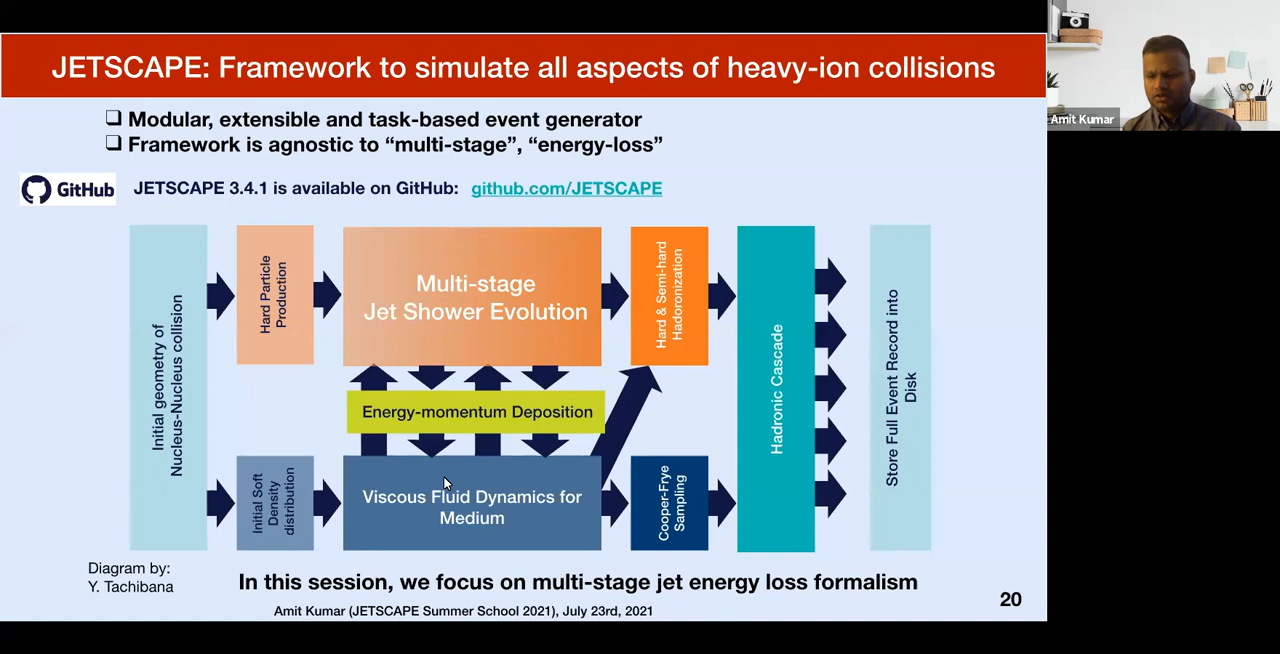 JETSCAPE: Framework to simulate all aspects of heavy-ion collisions
Amit Kumar
Modular, extensible and task-based event generator
Framework is agnostic to “multi-stage”, “energy-loss”
GitHub
JETSCAPE 3.4.1 is available on GitHub: github.com/JETSCAPE
Initial geometry of
Nucleus-Nucleus collision
Hard Particle
Production
Multi-stage
Jet Shower Evolution
Hard & Semi-hard
Hadoronization
Energy-momentum Deposition
Initial Soft
Density
distribution
Viscous Fluid Dynamics for
Medium
Cooper-Frye
Sampling
Hadronic Cascade
Store Full Event Record into
Disk
Diagram by:
Y. Tachibana
In this session, we focus on multi-stage jet energy loss formalism
Amit Kumar (JETSCAPE Summer School 2021), July 23rd, 2021
20